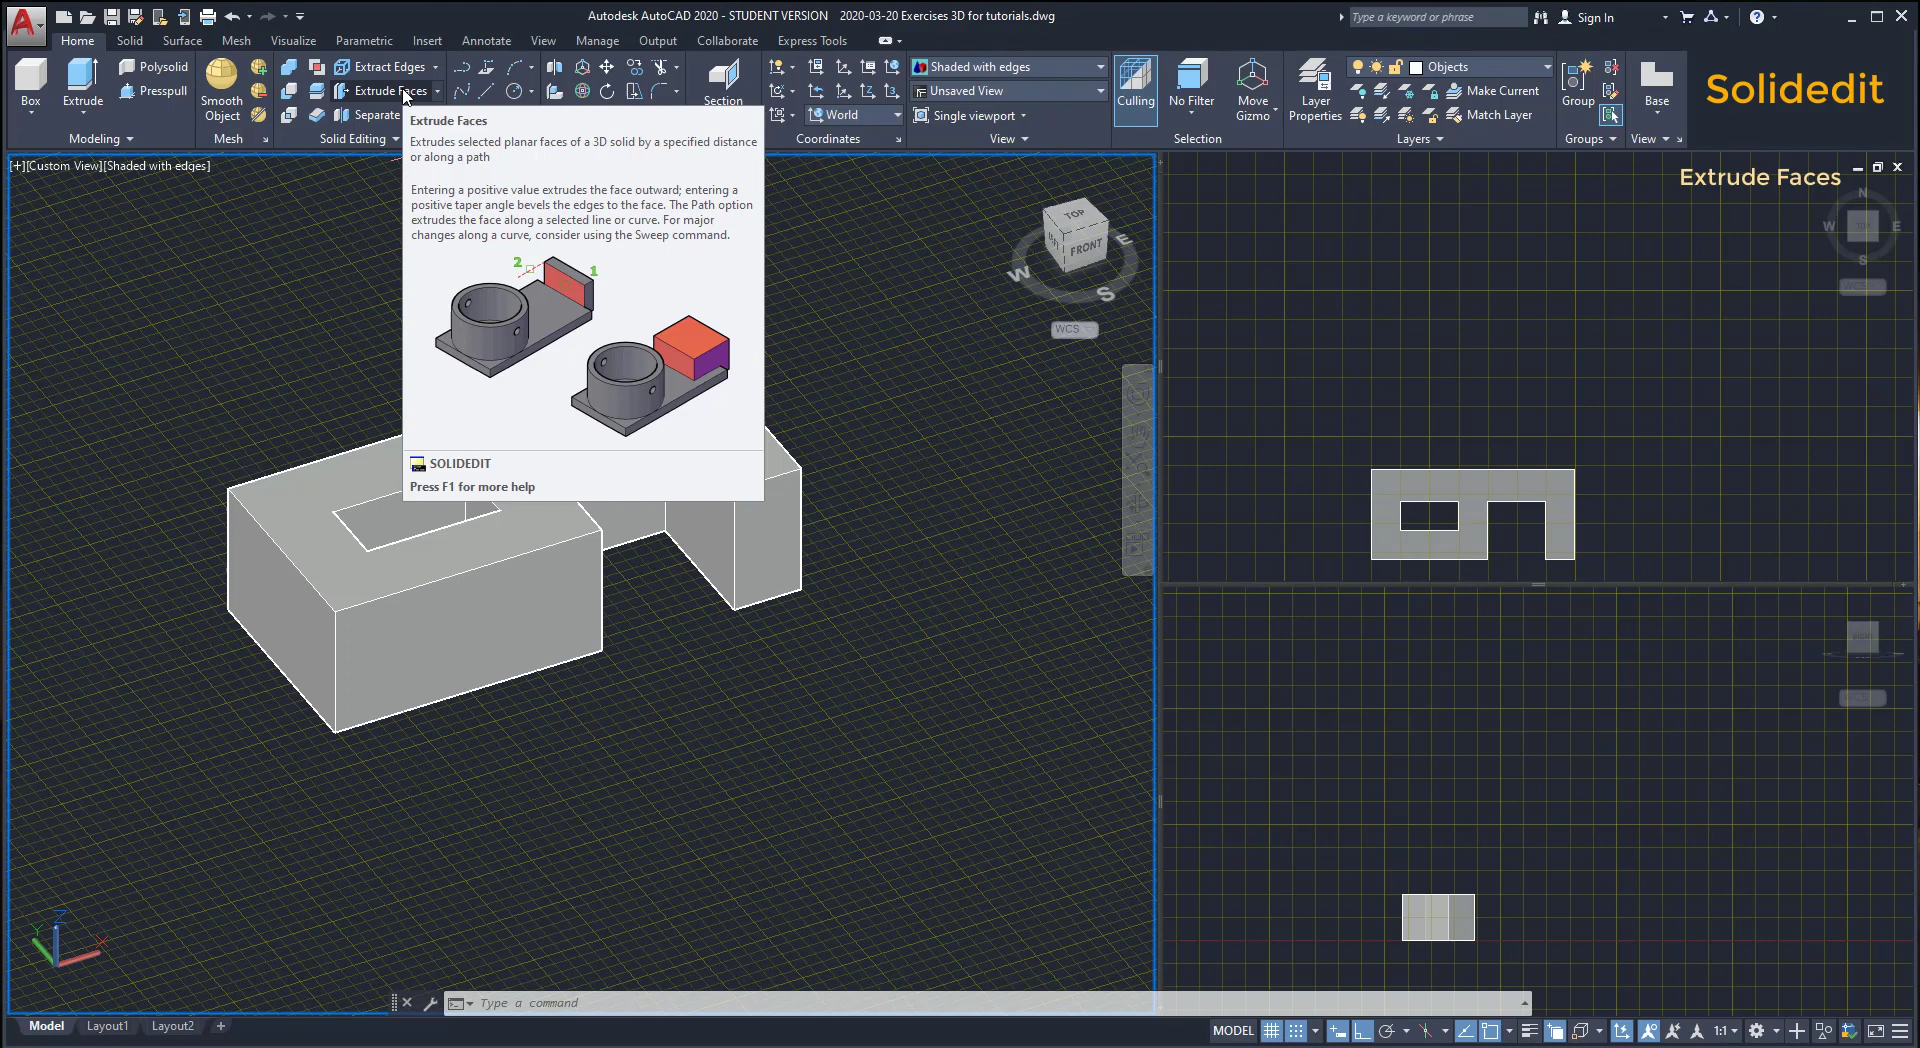 Autodesk AutoCAD 2020 - STUDENT VERSION 2020-03-20 Exercises 3D for tutorials.dwg
Type a keyword or phrase
Sign In
Home Solid Surface Mesh Visualize Parametric Insert Annotate View Manage Output Collaborate Express Tools
Box
Extrude
Polysolid
Presspull
Modeling
Smooth
Object
Mesh
Extract Edges
Extrude Faces
Separate
Solid Editing
Section
World
Coordinates
Shaded with edges
Unsaved View
Single viewport
View
Culling
No Filter
Move
Gizmo
Selection
Layer
Properties
Objects
Make Current
Match Layer
Layers
Group
Groups
Base
View
Solidedit
[+][Custom View][Shaded with edges]
Extrude Faces
Extrudes selected planar faces of a 3D solid by a specified distance
or along a path
Entering a positive value extrudes the face outward; entering a
positive taper angle bevels the edges to the face. The Path option
extrudes the face along a selected line or curve. For major
changes along a curve, consider using the Sweep command.
2
1
SOLIDEDIT
Press F1 for more help
TOP
FRONT
W
S
E
WCS
Extrude Faces
N
W
TOP
E
S
WCS
Z
Y
X
Type a command
Model Layout1 Layout2 +
MODEL
1:1